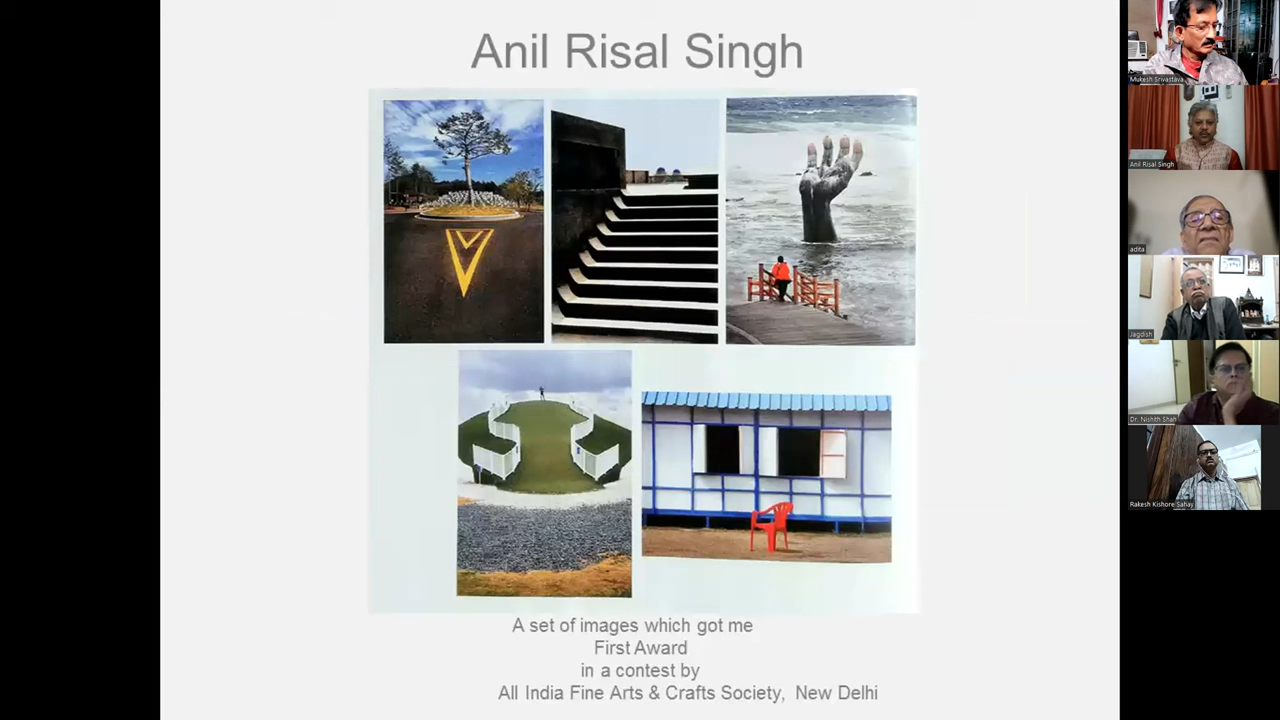 Anil Risal Singh
A set of images which got me
First Award
in a contest by
All India Fine Arts & Crafts Society, New Delhi
Mukesh Srivastava
Anil Risal Singh
adita
Jagdish
Dr. Nishth Shah
Rakesh Kishore Sahay